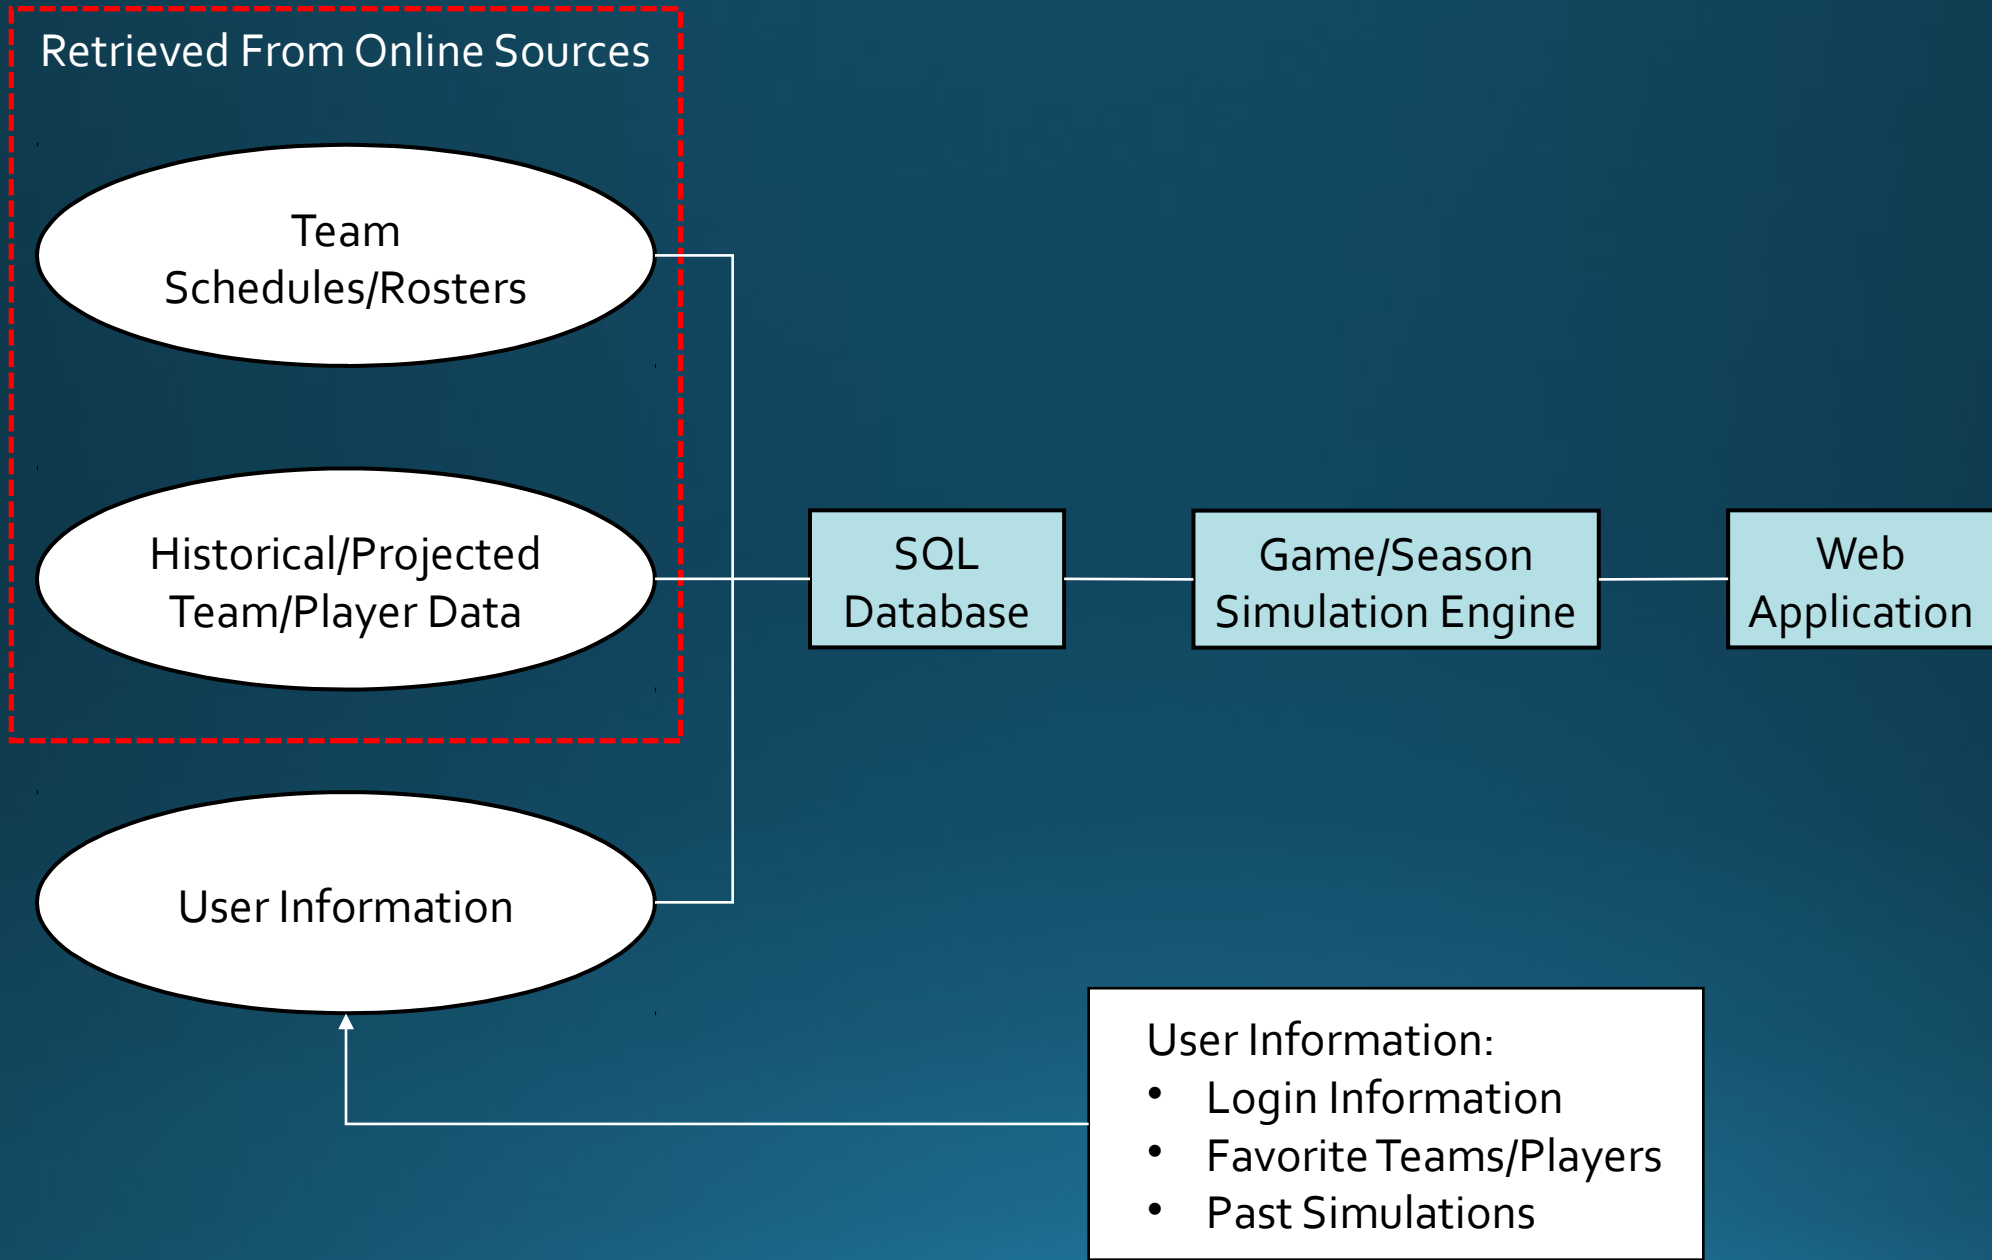 Retrieved From Online Sources
Team
Schedules/Rosters
Historical/Projected
Team/Player Data
SQL
Database
Game/Season
Simulation Engine
Web
Application
User Information
User Information:
• Login Information
• Favorite Teams/Players
• Past Simulations